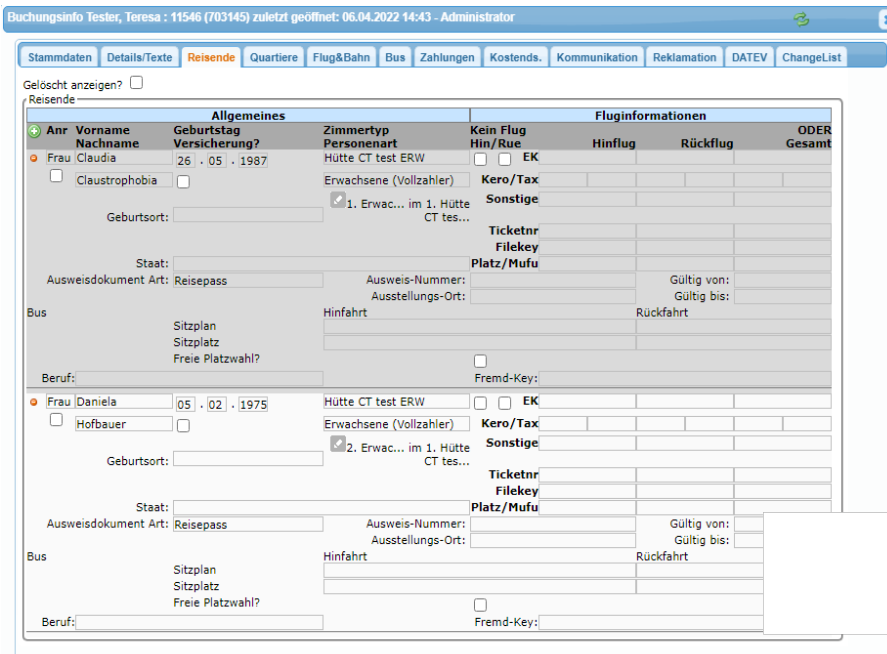 Buchungsinfo Tester, Teresa : 11546 (703145) zuletzt geöffnet: 06.04.2022 14:43 - Administrator
Stammdaten Details/Texte Reisende Quartiere Flug&Bahn Bus Zahlungen Kostends. Kommunikation Reklamation DATEV ChangeList
Gelöscht anzeigen?
Reisende
Allgemeines Fluginformationen
Anr Vorname Geburtstag Zimmertyp Kein Flug ODER
Nachname Versicherung? Personenart Hin/Rue Hinflug Rückflug Gesamt
Frau Claudia 26 . 05 . 1987 Hütte CT test ERW EK
Claustrophobia Erwachsene (Vollzahler) Kero/Tax
1. Erwac... im 1. Hütte Sonstige
Geburtsort: CT tes...
Ticketnr
Filekey
Staat: Platz/Mufu
Ausweisdokument Art: Reisepass Ausweis-Nummer: Gültig von:
Ausstellungs-Ort: Gültig bis:
Bus Hinfahrt Rückfahrt
Sitzplan
Sitzplatz
Freie Platzwahl?
Beruf: Fremd-Key:
Frau Daniela 05 . 02 . 1975 Hütte CT test ERW EK
Hofbauer Erwachsene (Vollzahler) Kero/Tax
2. Erwac... im 1. Hütte Sonstige
Geburtsort: CT tes...
Ticketnr
Filekey
Staat: Platz/Mufu
Ausweisdokument Art: Reisepass Ausweis-Nummer: Gültig von:
Ausstellungs-Ort: Gültig bis:
Bus Hinfahrt Rückfahrt
Sitzplan
Sitzplatz
Freie Platzwahl?
Beruf: Fremd-Key: